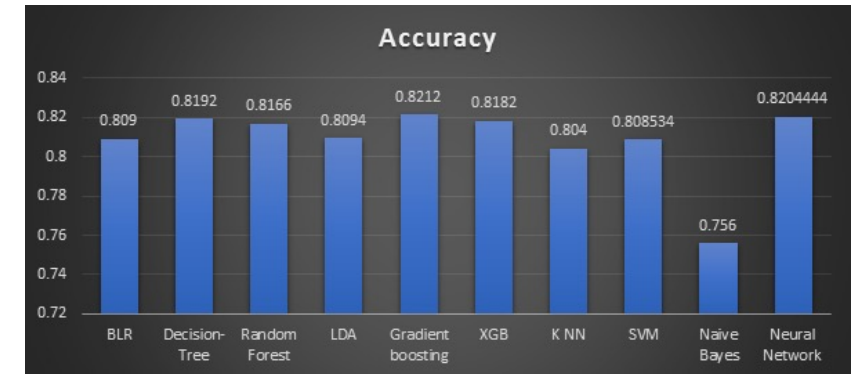 Accuracy
0.84
0.82
0.8
0.78
0.76
0.74
0.72
0.809
0.8192
0.8166
0.8094
0.8212
0.8182
0.804
0.808534
0.756
0.8204444
BLR
Decision-
Tree
Random
Forest
LDA
Gradient
boosting
XGB
K NN
SVM
Naive
Bayes
Neural
Network